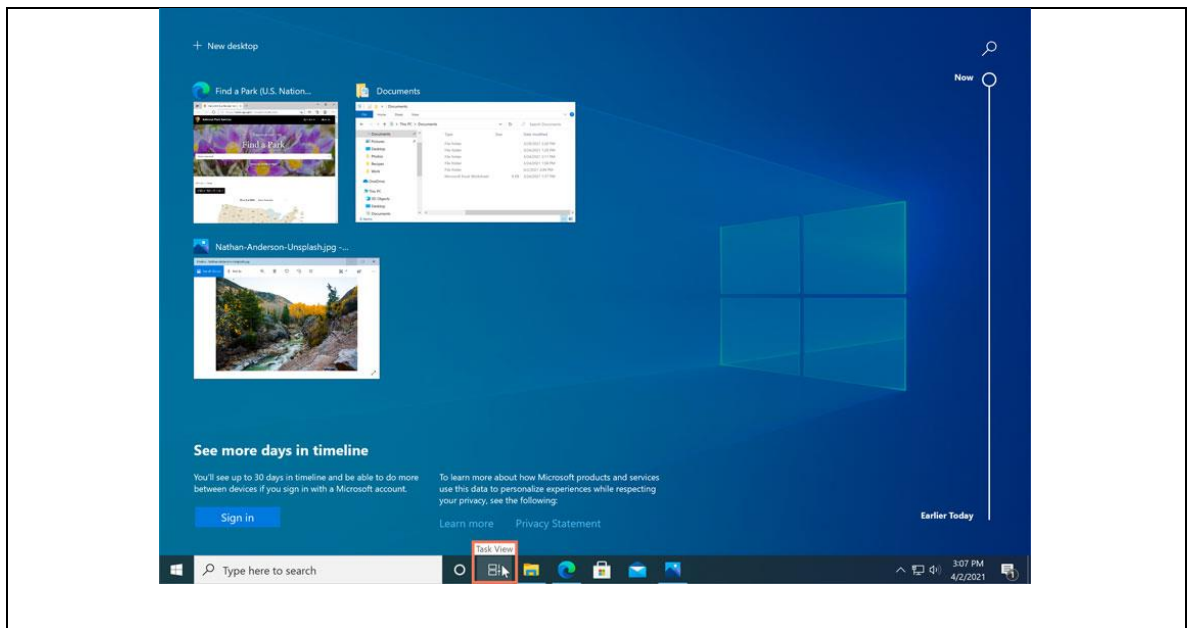 + New desktop
Now
Find a Park (U.S. Nation...
Documents
Find a Park
Nathan-Anderson-Unsplash.jpg -...
See more days in timeline
You'll see up to 30 days in timeline and be able to do more
between devices if you sign in with a Microsoft account.
Sign in
To learn more about how Microsoft products and services
use this data to personalize experiences while respecting
your privacy, see the following:
Learn more Privacy Statement
Earlier Today
Task View
Type here to search
3:07 PM
4/2/2021